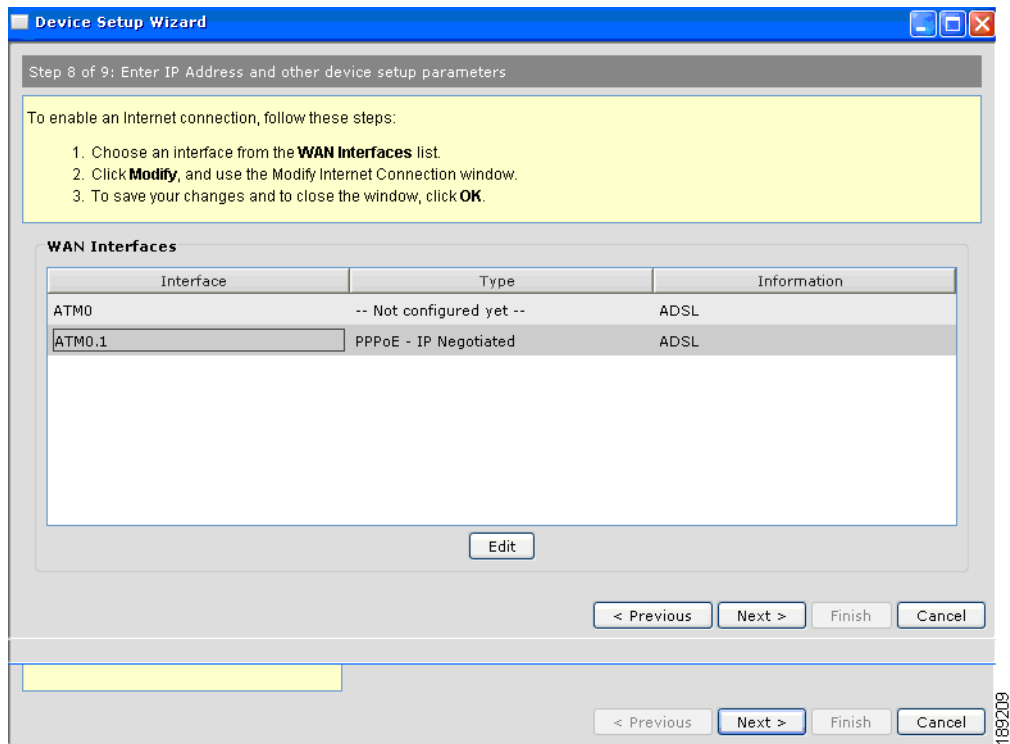 Device Setup Wizard
Step 8 of 9: Enter IP Address and other device setup parameters
To enable an Internet connection, follow these steps:
1. Choose an interface from the WAN Interfaces list.
2. Click Modify, and use the Modify Internet Connection window.
3. To save your changes and to close the window, click OK.
WAN Interfaces
Interface Type Information
ATM0 -- Not configured yet -- ADSL
ATM0.1 PPPoE - IP Negotiated ADSL
Edit
< Previous Next > Finish Cancel
< Previous Next > Finish Cancel
189209